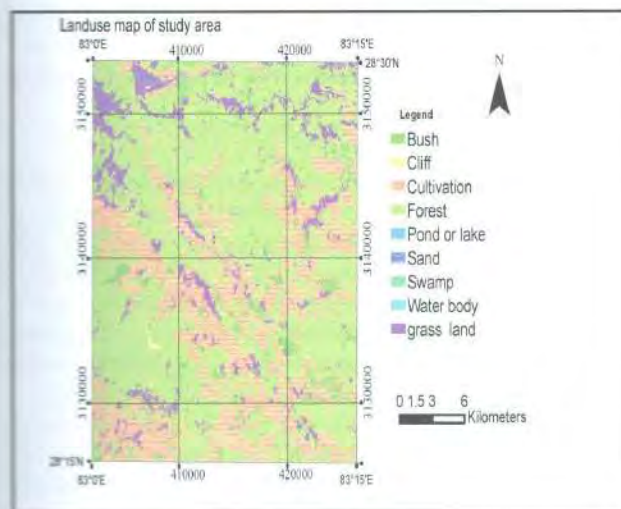 Landuse map of study area
83°0'E 410000 420000 83°15'E
28°30'N
N
3150000 3150000
Legend
Bush
Cliff
Cultivation
Forest
Pond or lake
Sand
Swamp
Water body
grass land
3140000 3140000
3130000 3130000
0 1.5 3 6
Kilometers
28°15'N
83°0'E 410000 420000 83°15'E